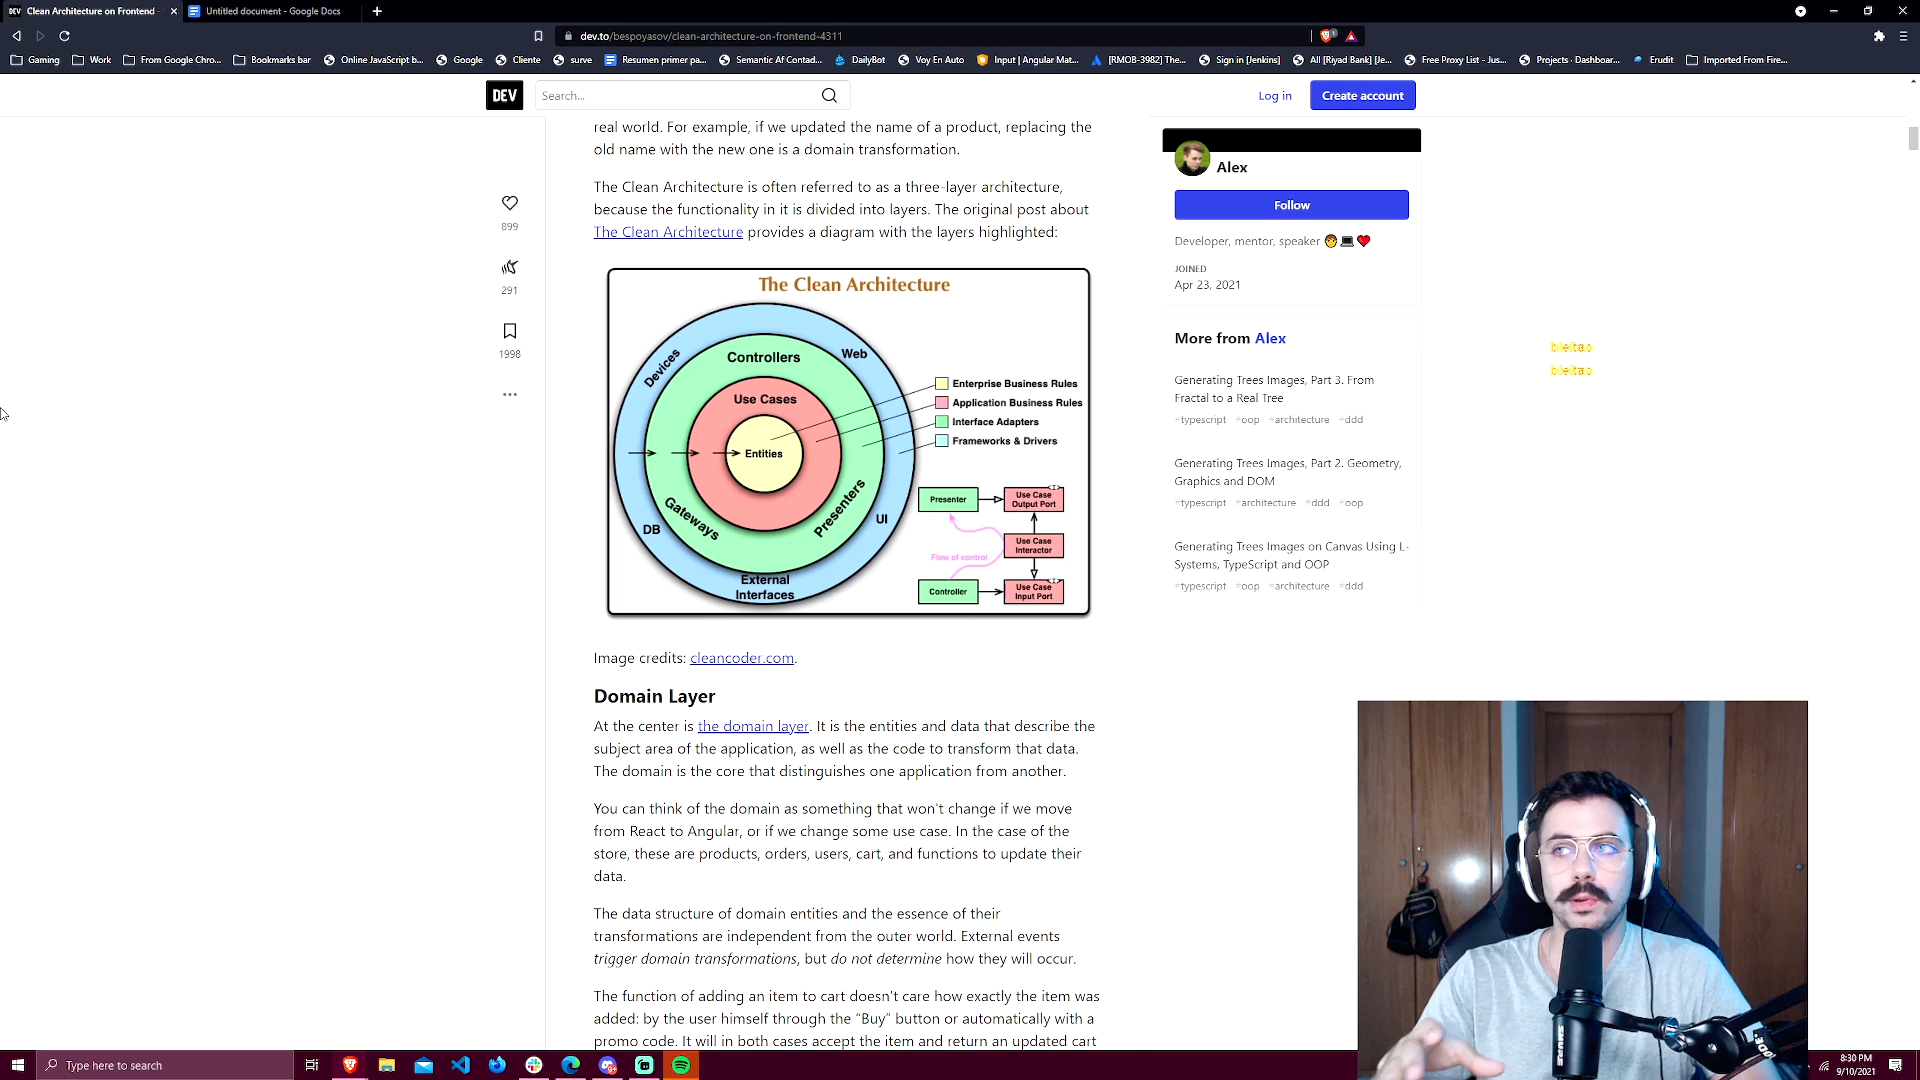 DEV Clean Architecture on Frontend -
Untitled document - Google Docs
dev.to/bespoyasov/clean-architecture-on-frontend-4311
Gaming
Work
From Google Chro...
Bookmarks bar
Online JavaScript b...
Google
Cliente
surve
Resumen primer pa...
Semantic Af Contad...
DailyBot
Voy En Auto
Input | Angular Mat...
[RMOB-3982] The...
Sign in [Jenkins]
All [Riyad Bank] [Je...
Free Proxy List - Jus...
Projects - Dashboar...
Erudit
Imported From Fire...
DEV
Search...
Log in
Create account
real world. For example, if we updated the name of a product, replacing the
old name with the new one is a domain transformation.
The Clean Architecture is often referred to as a three-layer architecture,
because the functionality in it is divided into layers. The original post about
The Clean Architecture provides a diagram with the layers highlighted:
899
291
1998
The Clean Architecture
Devices
Controllers
Web
Use Cases
Entities
Gateways
Presenters
DB
UI
External
Interfaces
Enterprise Business Rules
Application Business Rules
Interface Adapters
Frameworks & Drivers
Presenter
Use Case
Output Port
Use Case
Interactor
Flow of control
Controller
Use Case
Input Port
Image credits: cleancoder.com.
Domain Layer
At the center is the domain layer. It is the entities and data that describe the
subject area of the application, as well as the code to transform that data.
The domain is the core that distinguishes one application from another.
You can think of the domain as something that won't change if we move
from React to Angular, or if we change some use case. In the case of the
store, these are products, orders, users, cart, and functions to update their
data.
The data structure of domain entities and the essence of their
transformations are independent from the outer world. External events
trigger domain transformations, but do not determine how they will occur.
The function of adding an item to cart doesn't care how exactly the item was
added: by the user himself through the “Buy” button or automatically with a
promo code. It will in both cases accept the item and return an updated cart
Alex
Follow
Developer, mentor, speaker
JOINED
Apr 23, 2021
More from Alex
Generating Trees Images, Part 3. From
Fractal to a Real Tree
#typescript #oop #architecture #ddd
Generating Trees Images, Part 2. Geometry,
Graphics and DOM
#typescript #architecture #ddd #oop
Generating Trees Images on Canvas Using L-
Systems, TypeScript and OOP
#typescript #oop #architecture #ddd
SHURE
RODE
Type here to search
8:30 PM
9/10/2021